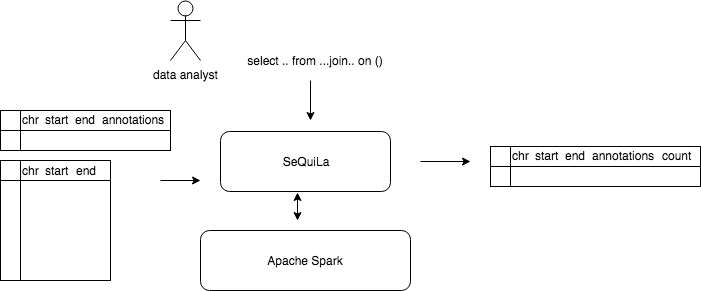 data analyst
select .. from ...join.. on ()
chr start end annotations
chr start end
SeQuiLa
chr start end annotations count
Apache Spark